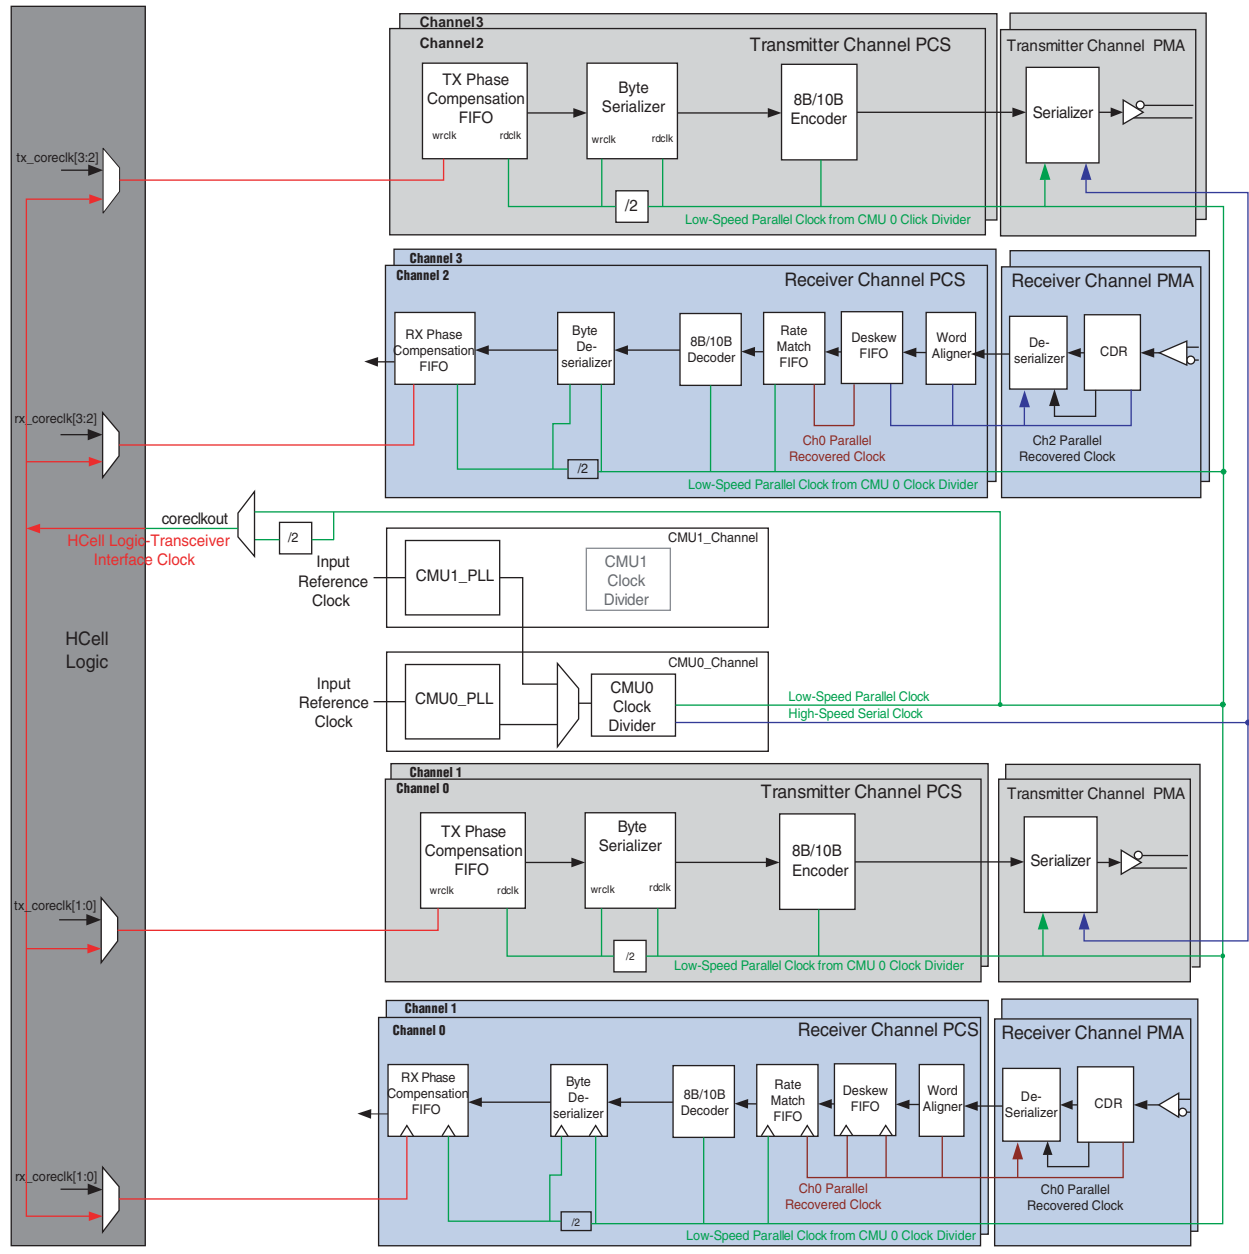 Channel3
Channel2
Transmitter Channel PCS
Transmitter Channel PMA
TX Phase
Compensation
FIFO
wrclk
rdclk
Byte
Serializer
wrclk
rdclk
8B/10B
Encoder
Serializer
/2
Low-Speed Parallel Clock from CMU 0 Click Divider
tx_coreclk[3:2]
Channel 3
Channel 2
Receiver Channel PCS
Receiver Channel PMA
RX Phase
Compensation
FIFO
Byte
De-
serializer
8B/10B
Decoder
Rate
Match
FIFO
Deskew
FIFO
Word
Aligner
De-
serializer
CDR
rx_coreclk[3:2]
Ch0 Parallel
Recovered Clock
Ch2 Parallel
Recovered Clock
/2
Low-Speed Parallel Clock from CMU 0 Clock Divider
coreclkout
HCell Logic-Transceiver
Interface Clock
/2
Input
Reference
Clock
CMU1_PLL
CMU1
Clock
Divider
CMU1_Channel
HCell
Logic
Input
Reference
Clock
CMU0_PLL
CMU0
Clock
Divider
CMU0_Channel
Low-Speed Parallel Clock
High-Speed Serial Clock
Channel 1
Channel 0
Transmitter Channel PCS
Transmitter Channel PMA
TX Phase
Compensation
FIFO
wrclk
rdclk
Byte
Serializer
wrclk
rdclk
8B/10B
Encoder
Serializer
tx_coreclk[1:0]
/2
Low-Speed Parallel Clock from CMU 0 Clock Divider
Channel 1
Channel 0
Receiver Channel PCS
Receiver Channel PMA
RX Phase
Compensation
FIFO
Byte
De-
serializer
8B/10B
Decoder
Rate
Match
FIFO
Deskew
FIFO
Word
Aligner
De-
Serializer
CDR
rx_coreclk[1:0]
Ch0 Parallel
Recovered Clock
Ch0 Parallel
Recovered Clock
/2
Low-Speed Parallel Clock from CMU 0 Clock Divider